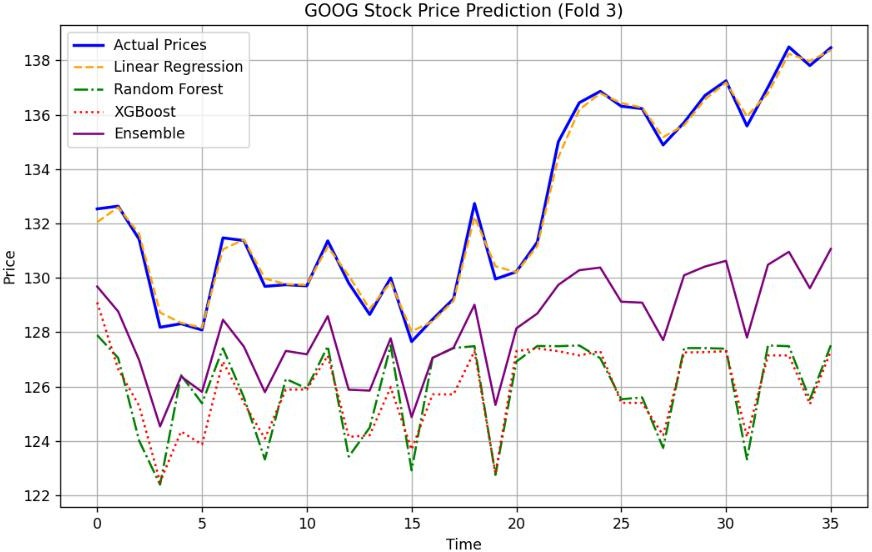 GOOG Stock Price Prediction (Fold 3)
Actual Prices
Linear Regression
Random Forest
XGBoost
Ensemble
138
136
134
132
130
128
126
124
122
Price
0 5 10 15 20 25 30 35
Time